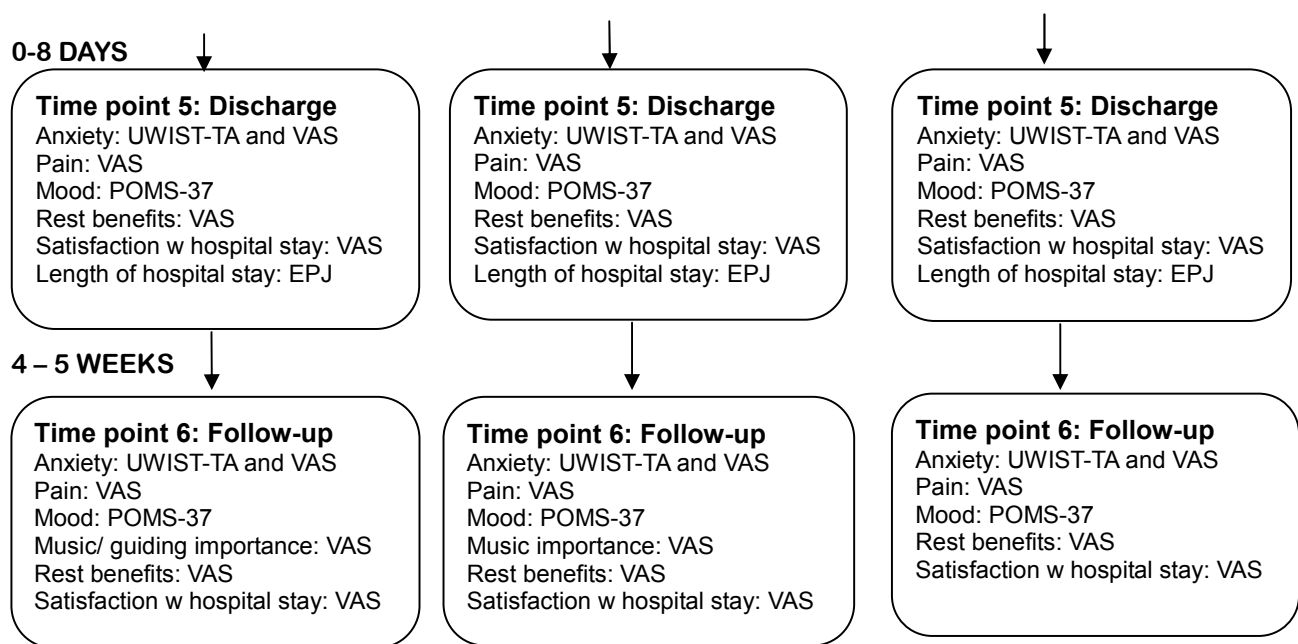 0-8 DAYS
Time point 5: Discharge
Anxiety: UWIST-TA and VAS
Pain: VAS
Mood: POMS-37
Rest benefits: VAS
Satisfaction w hospital stay: VAS
Length of hospital stay: EPJ
Time point 5: Discharge
Anxiety: UWIST-TA and VAS
Pain: VAS
Mood: POMS-37
Rest benefits: VAS
Satisfaction w hospital stay: VAS
Length of hospital stay: EPJ
Time point 5: Discharge
Anxiety: UWIST-TA and VAS
Pain: VAS
Mood: POMS-37
Rest benefits: VAS
Satisfaction w hospital stay: VAS
Length of hospital stay: EPJ
4 – 5 WEEKS
Time point 6: Follow-up
Anxiety: UWIST-TA and VAS
Pain: VAS
Mood: POMS-37
Music/ guiding importance: VAS
Rest benefits: VAS
Satisfaction w hospital stay: VAS
Time point 6: Follow-up
Anxiety: UWIST-TA and VAS
Pain: VAS
Mood: POMS-37
Music importance: VAS
Rest benefits: VAS
Satisfaction w hospital stay: VAS
Time point 6: Follow-up
Anxiety: UWIST-TA and VAS
Pain: VAS
Mood: POMS-37
Rest benefits: VAS
Satisfaction w hospital stay: VAS